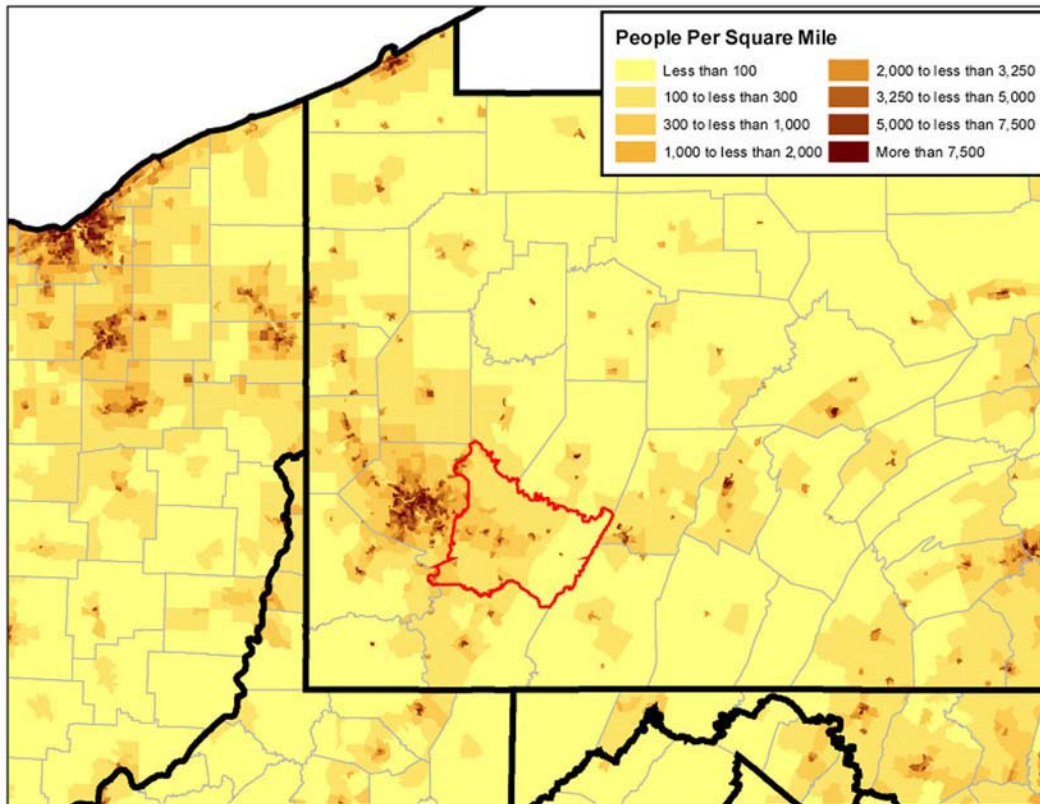 People Per Square Mile
Less than 100
100 to less than 300
300 to less than 1,000
1,000 to less than 2,000
2,000 to less than 3,250
3,250 to less than 5,000
5,000 to less than 7,500
More than 7,500